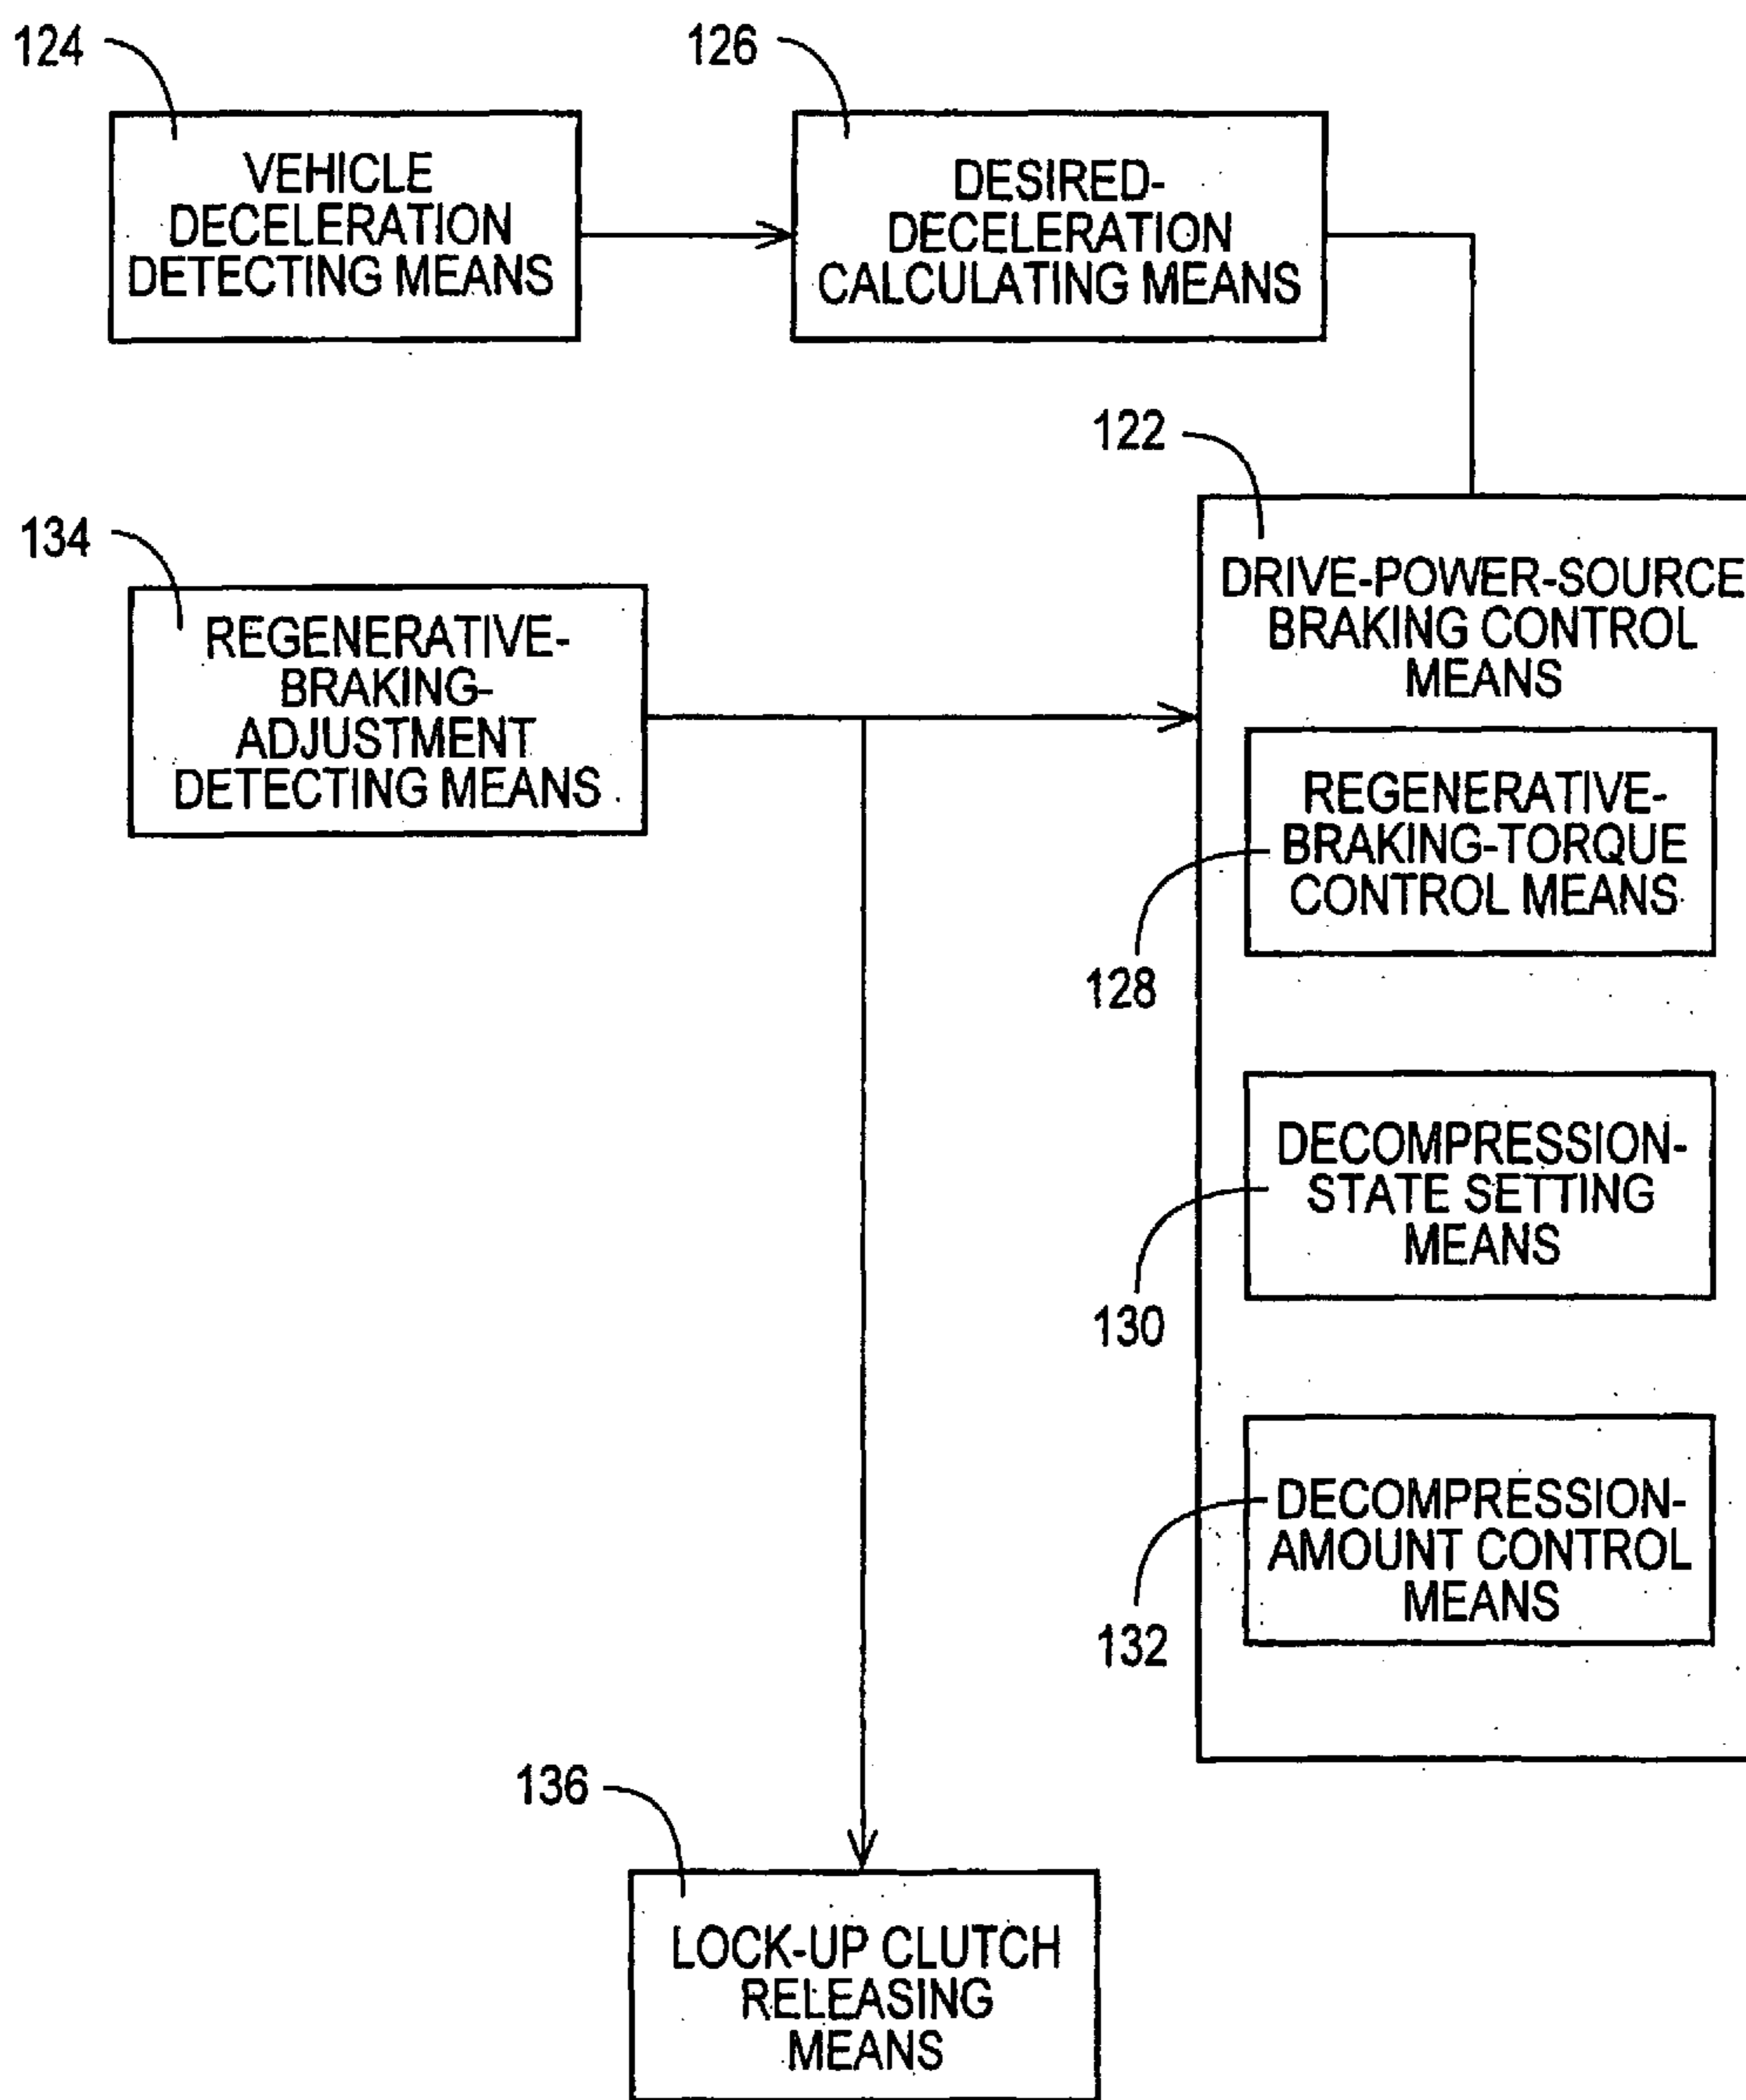 124
126
VEHICLE
DECELERATION
DETECTING MEANS
DESIRED-
DECELERATION
CALCULATING MEANS
122
134
DRIVE-POWER-SOURCE
BRAKING CONTROL
MEANS
REGENERATIVE-
BRAKING-
ADJUSTMENT
DETECTING MEANS
REGENERATIVE-
BRAKING-TORQUE
CONTROL MEANS
128
DECOMPRESSION-
STATE SETTING
MEANS
130
DECOMPRESSION-
AMOUNT CONTROL
MEANS
132
136
LOCK-UP CLUTCH
RELEASING
MEANS